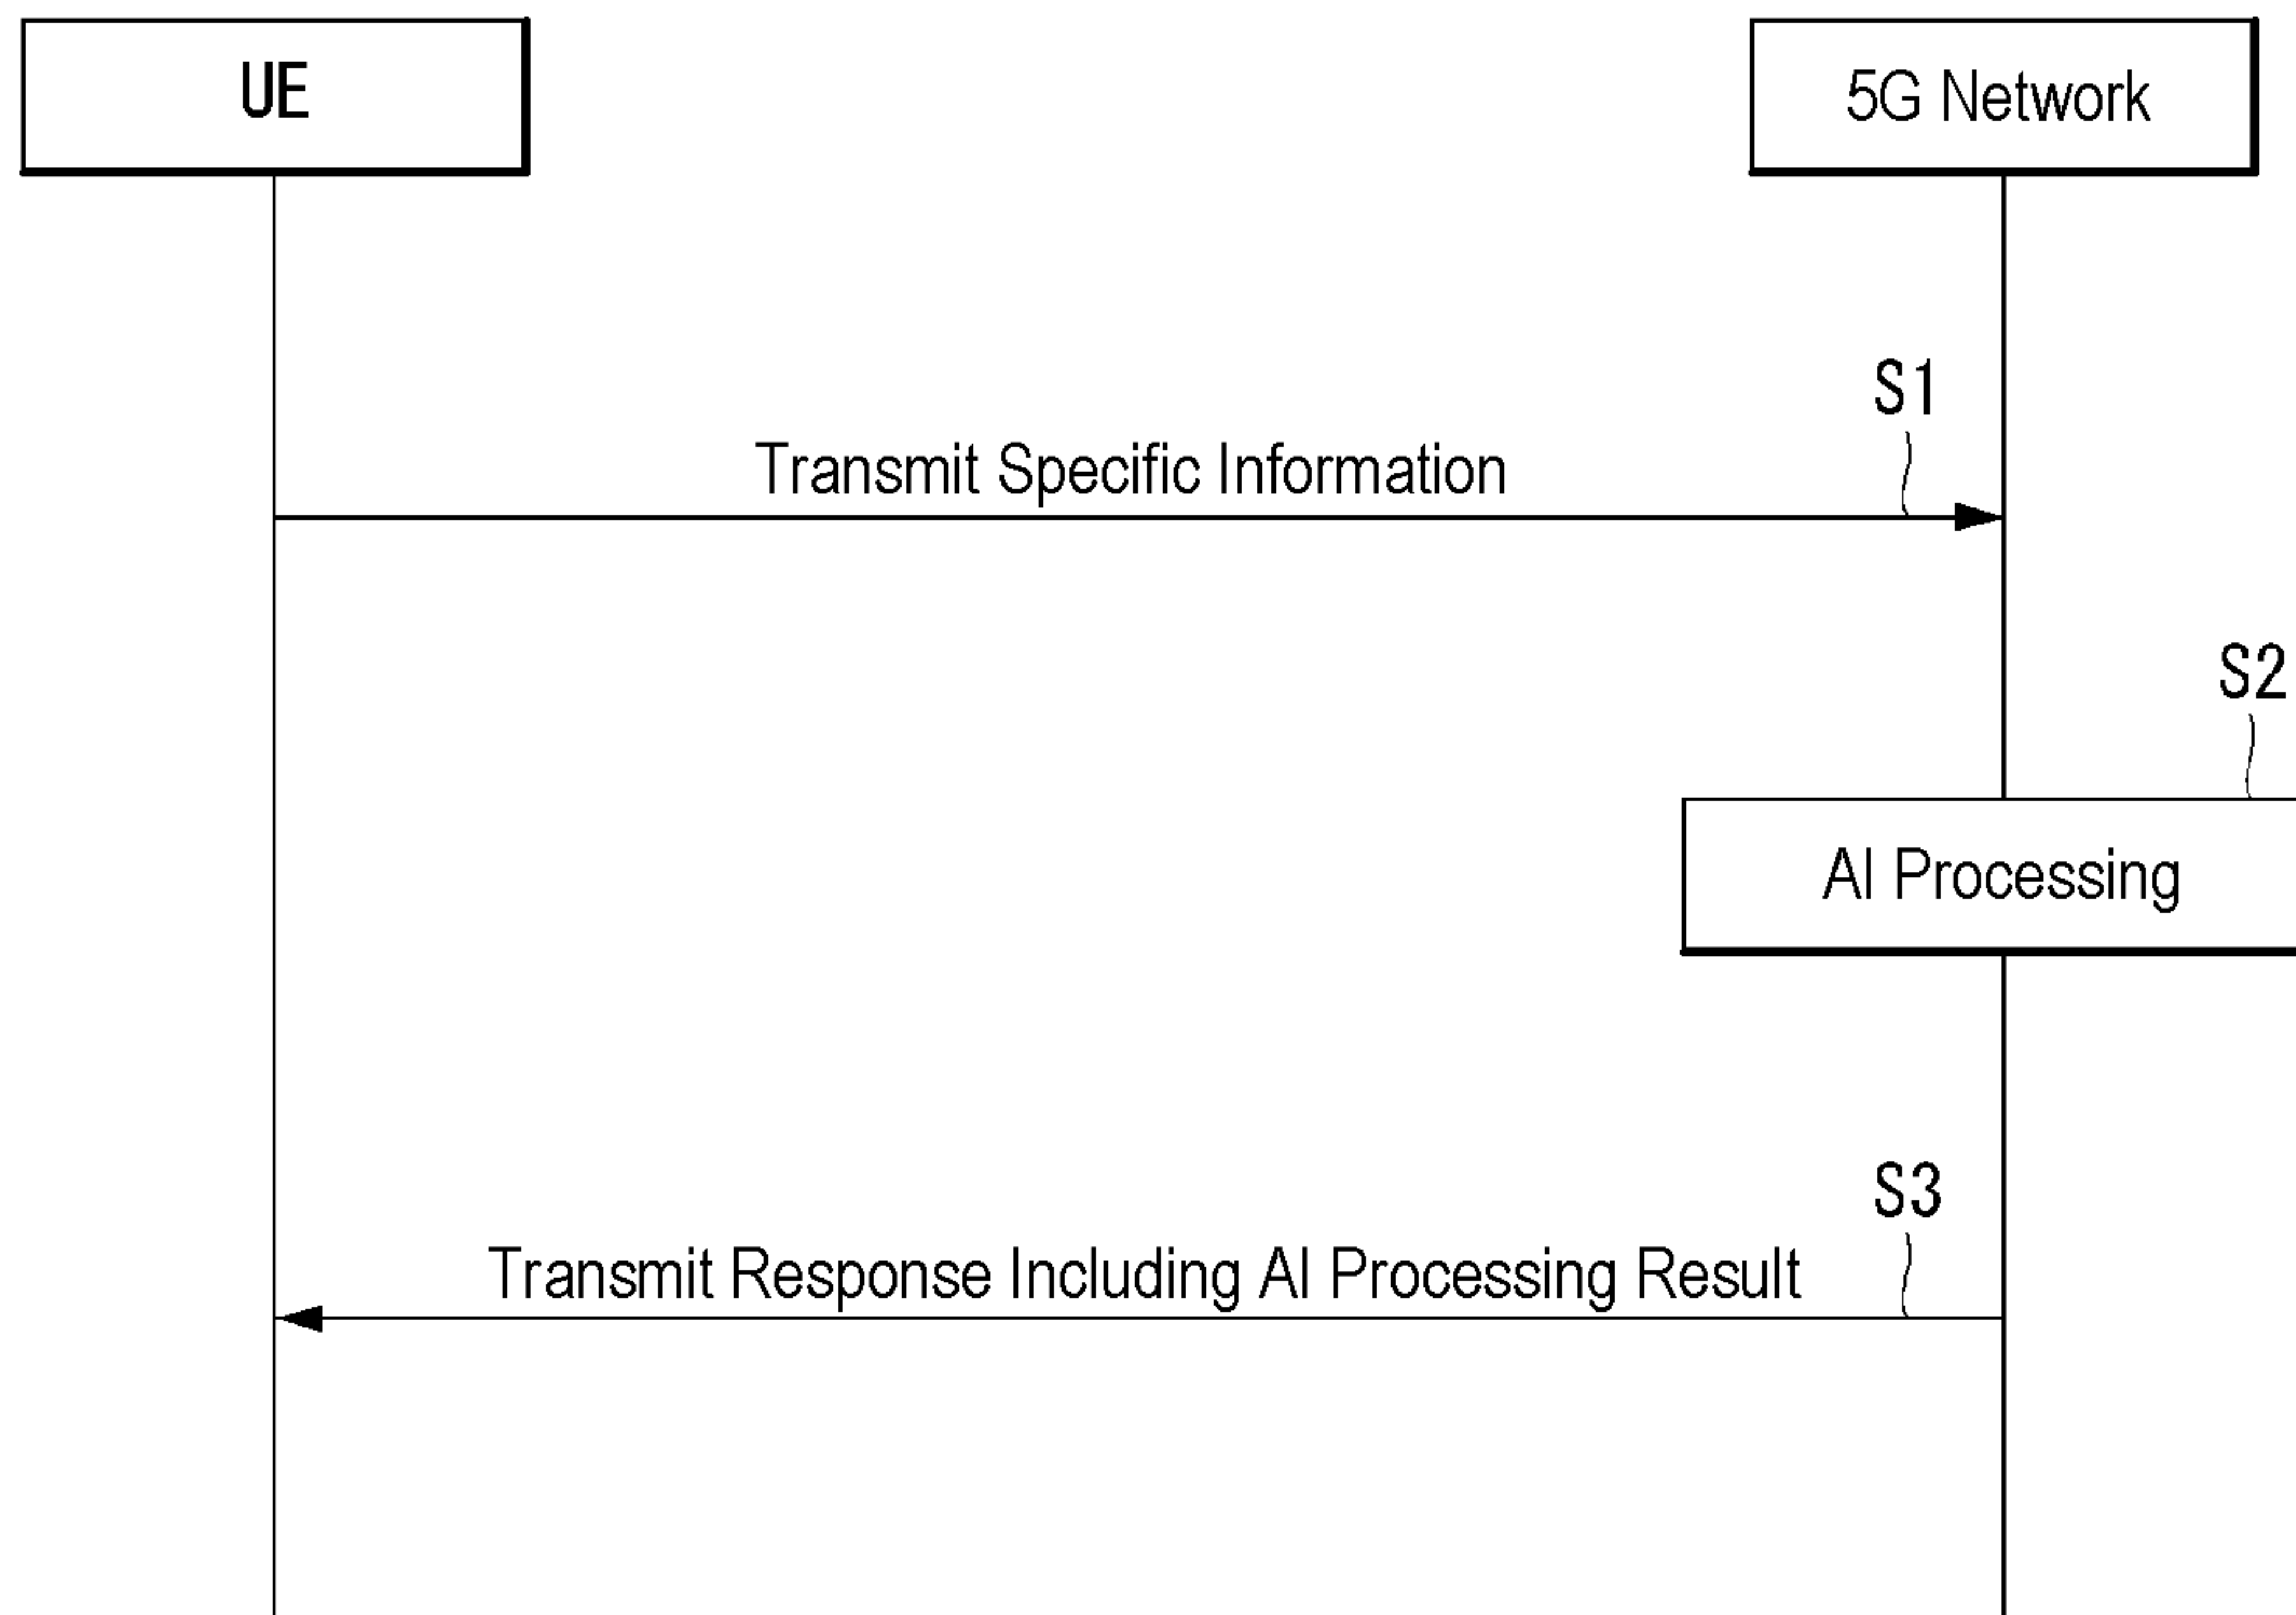 UE
5G Network
S1
Transmit Specific Information
S2
AI Processing
S3
Transmit Response Including AI Processing Result